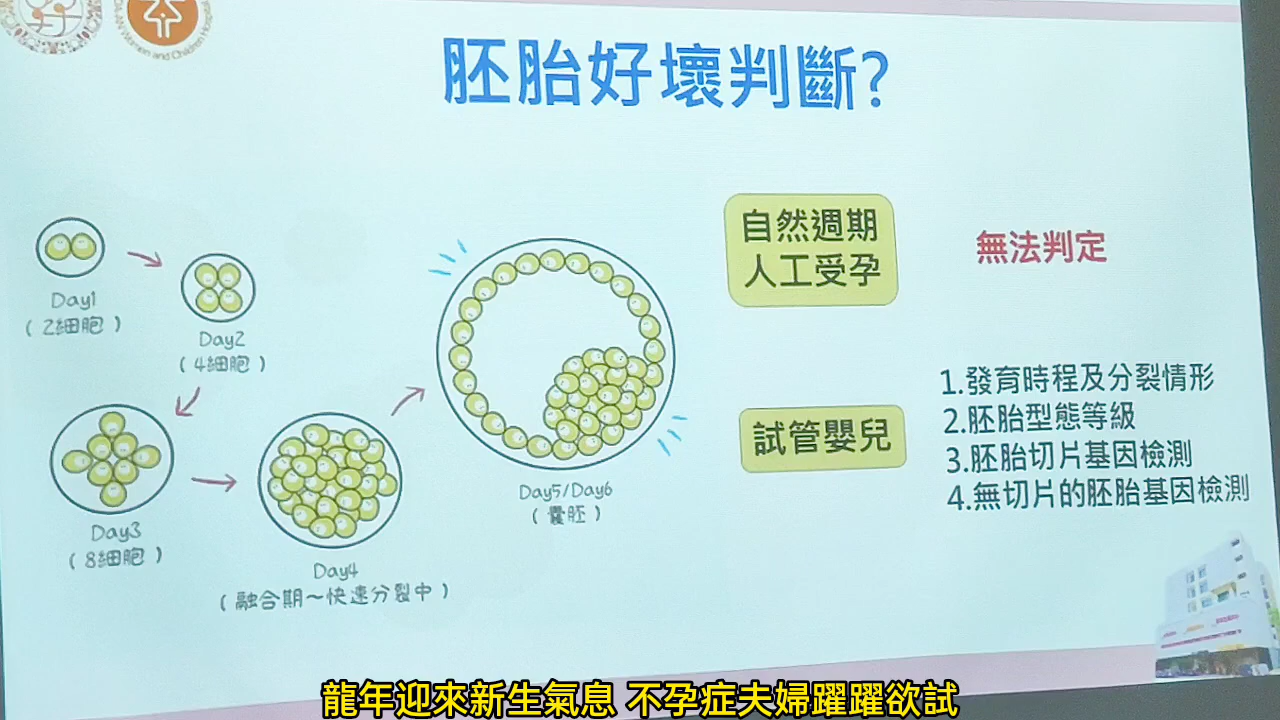 Women and Children Hos
胚胎好壞判斷?
Day1
( 2細胞 )
Day2
( 4細胞 )
Day3
( 8細胞 )
Day4
( 融合期~快速分裂中 )
Day5/Day6
( 囊胚 )
自然週期
人工受孕
無法判定
試管嬰兒
1.發育時程及分裂情形
2.胚胎型態等級
3.胚胎切片基因檢測
4.無切片的胚胎基因檢測
龍年迎來新生氣息 不孕症夫婦躍躍欲試